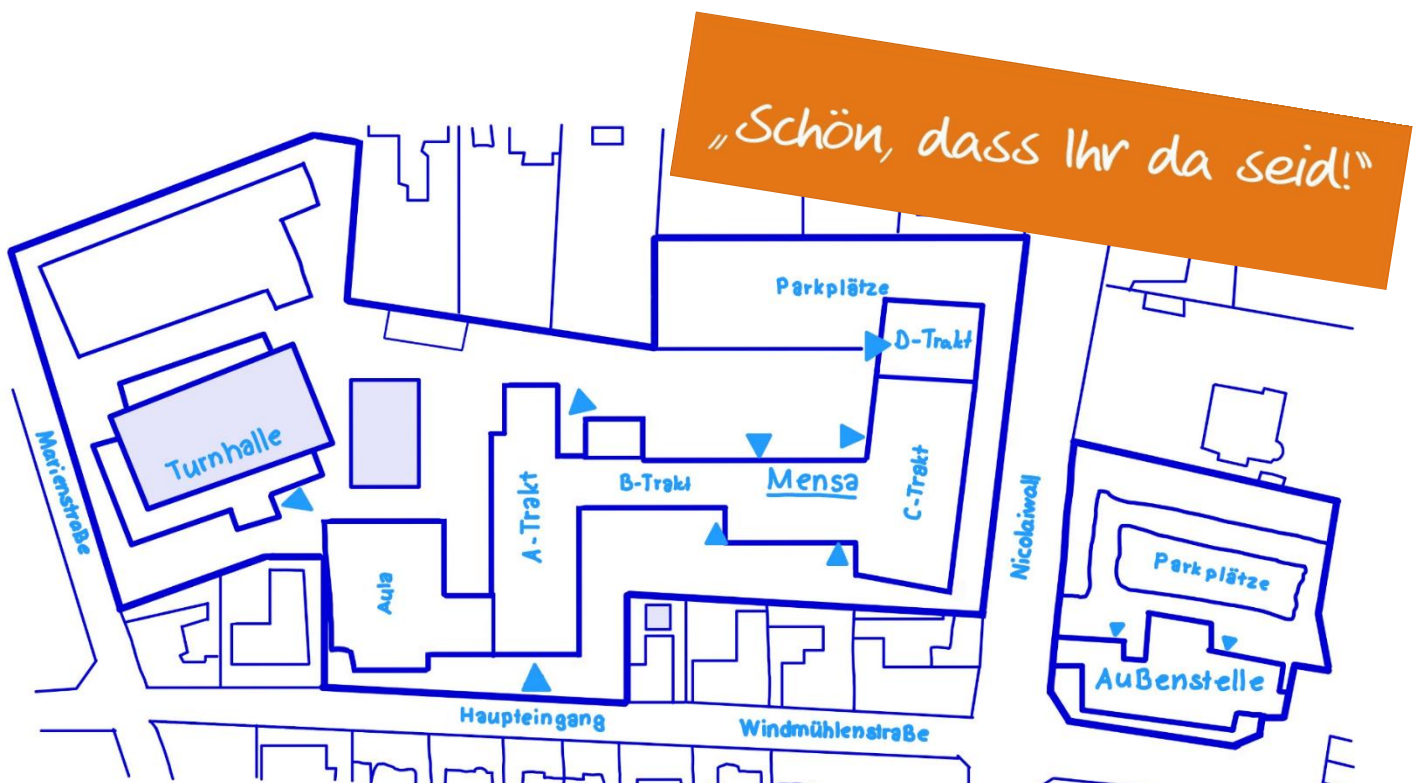 „Schön, dass Ihr da seid!"
Parkplätze
D-Trakt
Turnhalle
Marienstraße
A-Trakt
B-Trakt
Mensa
C-Trakt
Nicolaiwall
Parkplätze
Aula
Außenstelle
Haupteingang
Windmühlenstraße